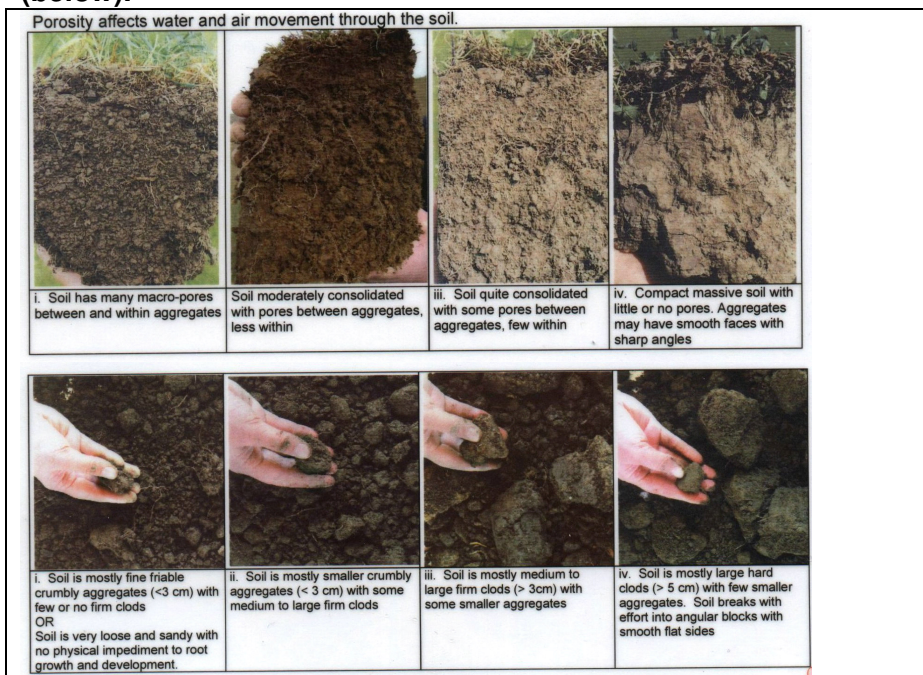 (below).
Porosity affects water and air movement through the soil.
i. Soil has many macro-pores
between and within aggregates
Soil moderately consolidated
with pores between aggregates,
less within
iii. Soil quite consolidated
with some pores between
aggregates, few within
iv. Compact massive soil with
little or no pores. Aggregates
may have smooth faces with
sharp angles
i. Soil is mostly fine friable
crumbly aggregates (<3 cm) with
few or no firm clods
OR
Soil is very loose and sandy with
no physical impediment to root
growth and development.
ii. Soil is mostly smaller crumbly
aggregates (< 3 cm) with some
medium to large firm clods
iii. Soil is mostly medium to
large firm clods (> 3cm) with
some smaller aggregates
iv. Soil is mostly large hard
clods (> 5 cm) with few smaller
aggregates. Soil breaks with
effort into angular blocks with
smooth flat sides